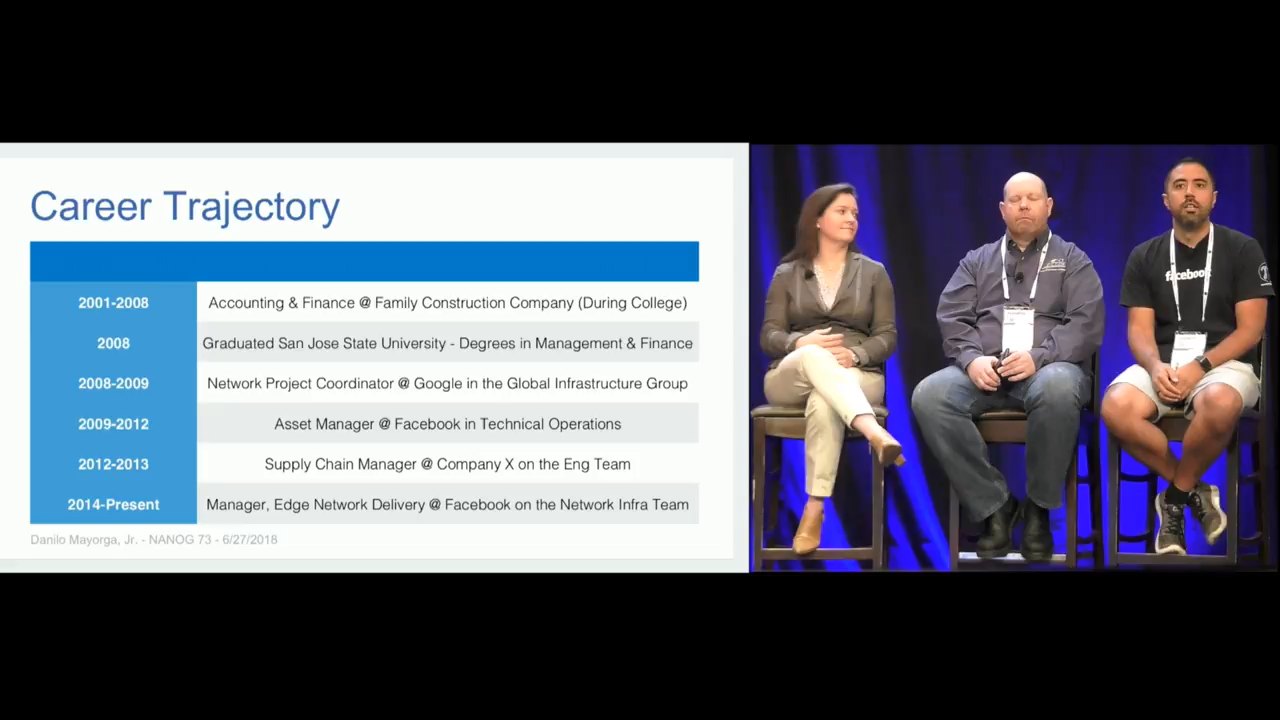 Career Trajectory
2001-2008 Accounting & Finance @ Family Construction Company (During College)
2008 Graduated San Jose State University - Degrees in Management & Finance
2008-2009 Network Project Coordinator @ Google in the Global Infrastructure Group
2009-2012 Asset Manager @ Facebook in Technical Operations
2012-2013 Supply Chain Manager @ Company X on the Eng Team
2014-Present Manager, Edge Network Delivery @ Facebook on the Network Infra Team
Danilo Mayorga, Jr. - NANOG 73 - 6/27/2018
facebook